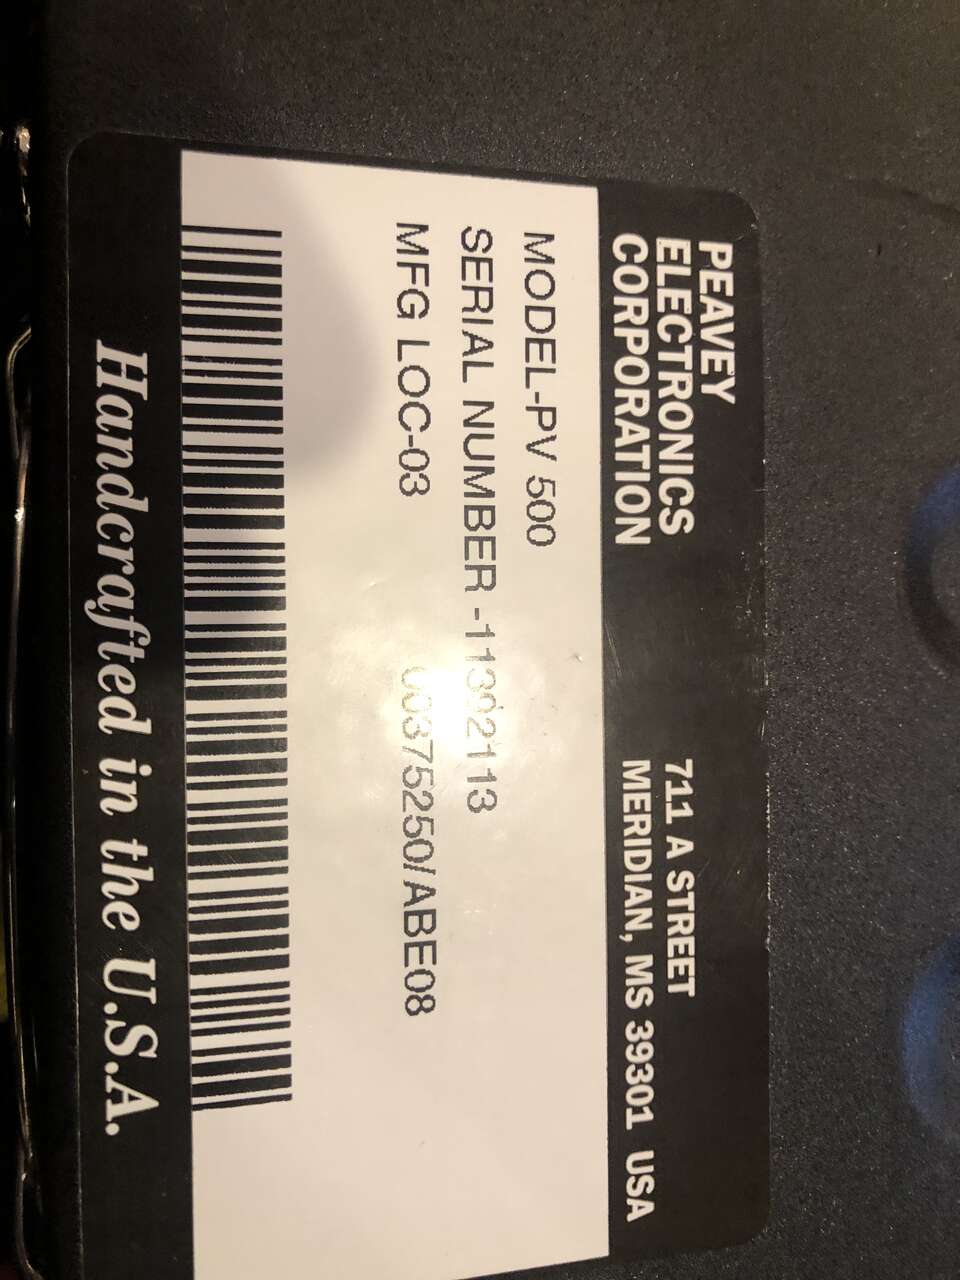 PEAVEY
ELECTRONICS
CORPORATION
711 A STREET
MERIDIAN, MS 39301 USA
MODEL-PV 500
SERIAL NUMBER -11392113
MFG LOC-03 00375250/ABE08
Handcrafted in the U.S.A.